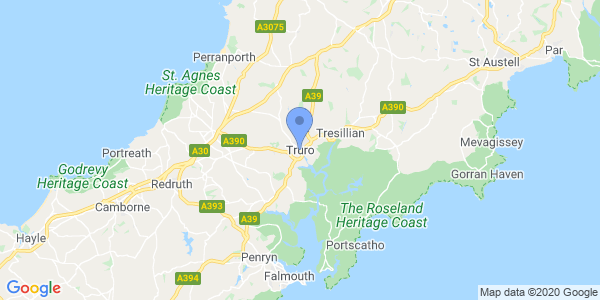 A3075
Par
Perranporth
St Austell
St. Agnes
Heritage Coast
A39
A390
Tresillian
A390
Truro
Mevagissey
Portreath
A30
Godrevy
Heritage Coast
Gorran Haven
Redruth
Camborne
A393
The Roseland
Heritage Coast
A39
Hayle
Portscatho
Penryn
Falmouth
A394
Google
Map data ©2020 Google